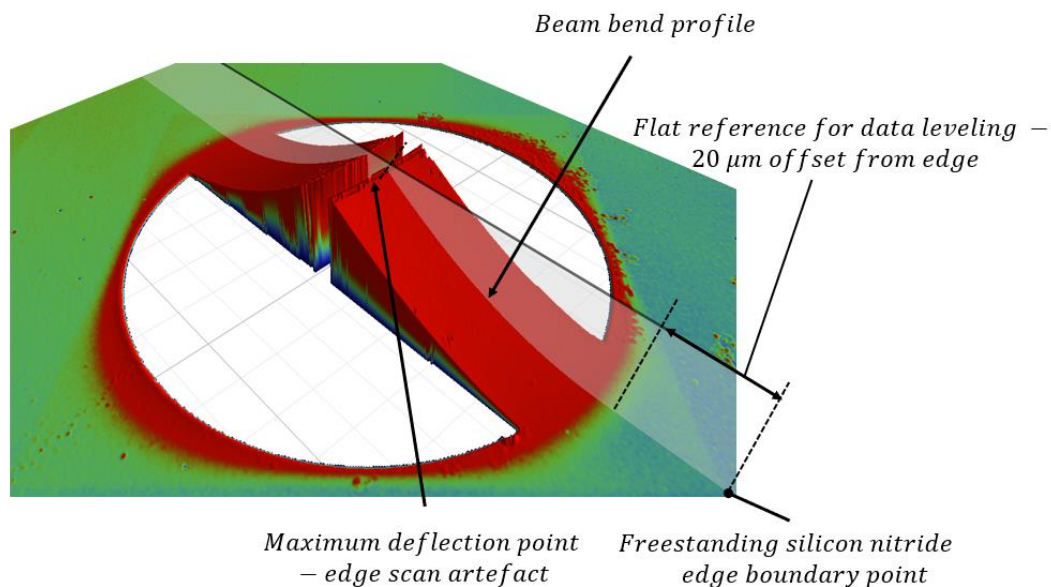 Beam bend profile
Flat reference for data leveling −
20 μm offset from edge
Maximum deflection point
− edge scan artefact
Freestanding silicon nitride
edge boundary point